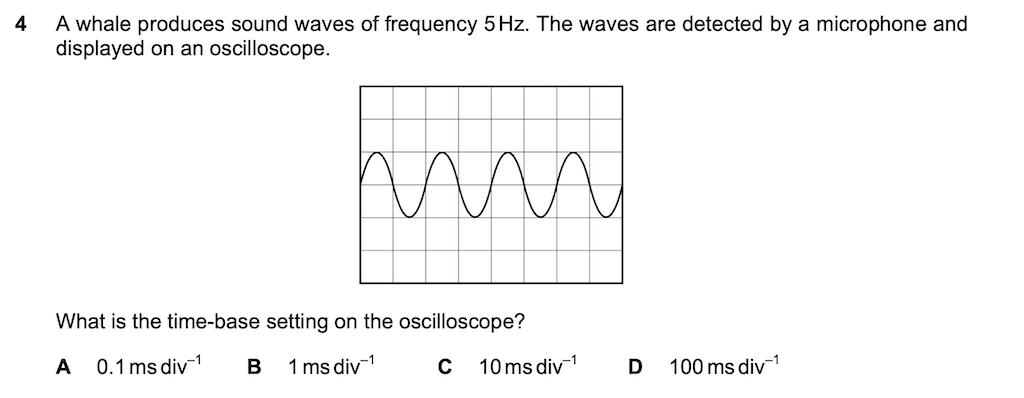 4 A whale produces sound waves of frequency 5 Hz. The waves are detected by a microphone and
displayed on an oscilloscope.
What is the time-base setting on the oscilloscope?
A 0.1 ms div⁻¹ B 1 ms div⁻¹ C 10 ms div⁻¹ D 100 ms div⁻¹